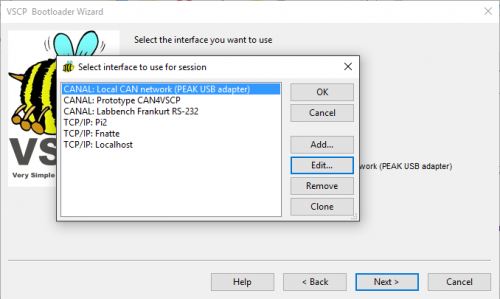 VSCP Bootloader Wizard
Select the interface you want to use
Select interface to use for session
CANAL: Local CAN network (PEAK USB adapter)
CANAL: Prototype CAN4VSCP
CANAL: Labbench Frankurt RS-232
TCP/IP: Pi2
TCP/IP: Fnatte
TCP/IP: Localhost
OK
Cancel
Add...
Edit...
Remove
Clone
work (PEAK USB adapter)
VS
Very Simple
Help
< Back
Next >
Cancel